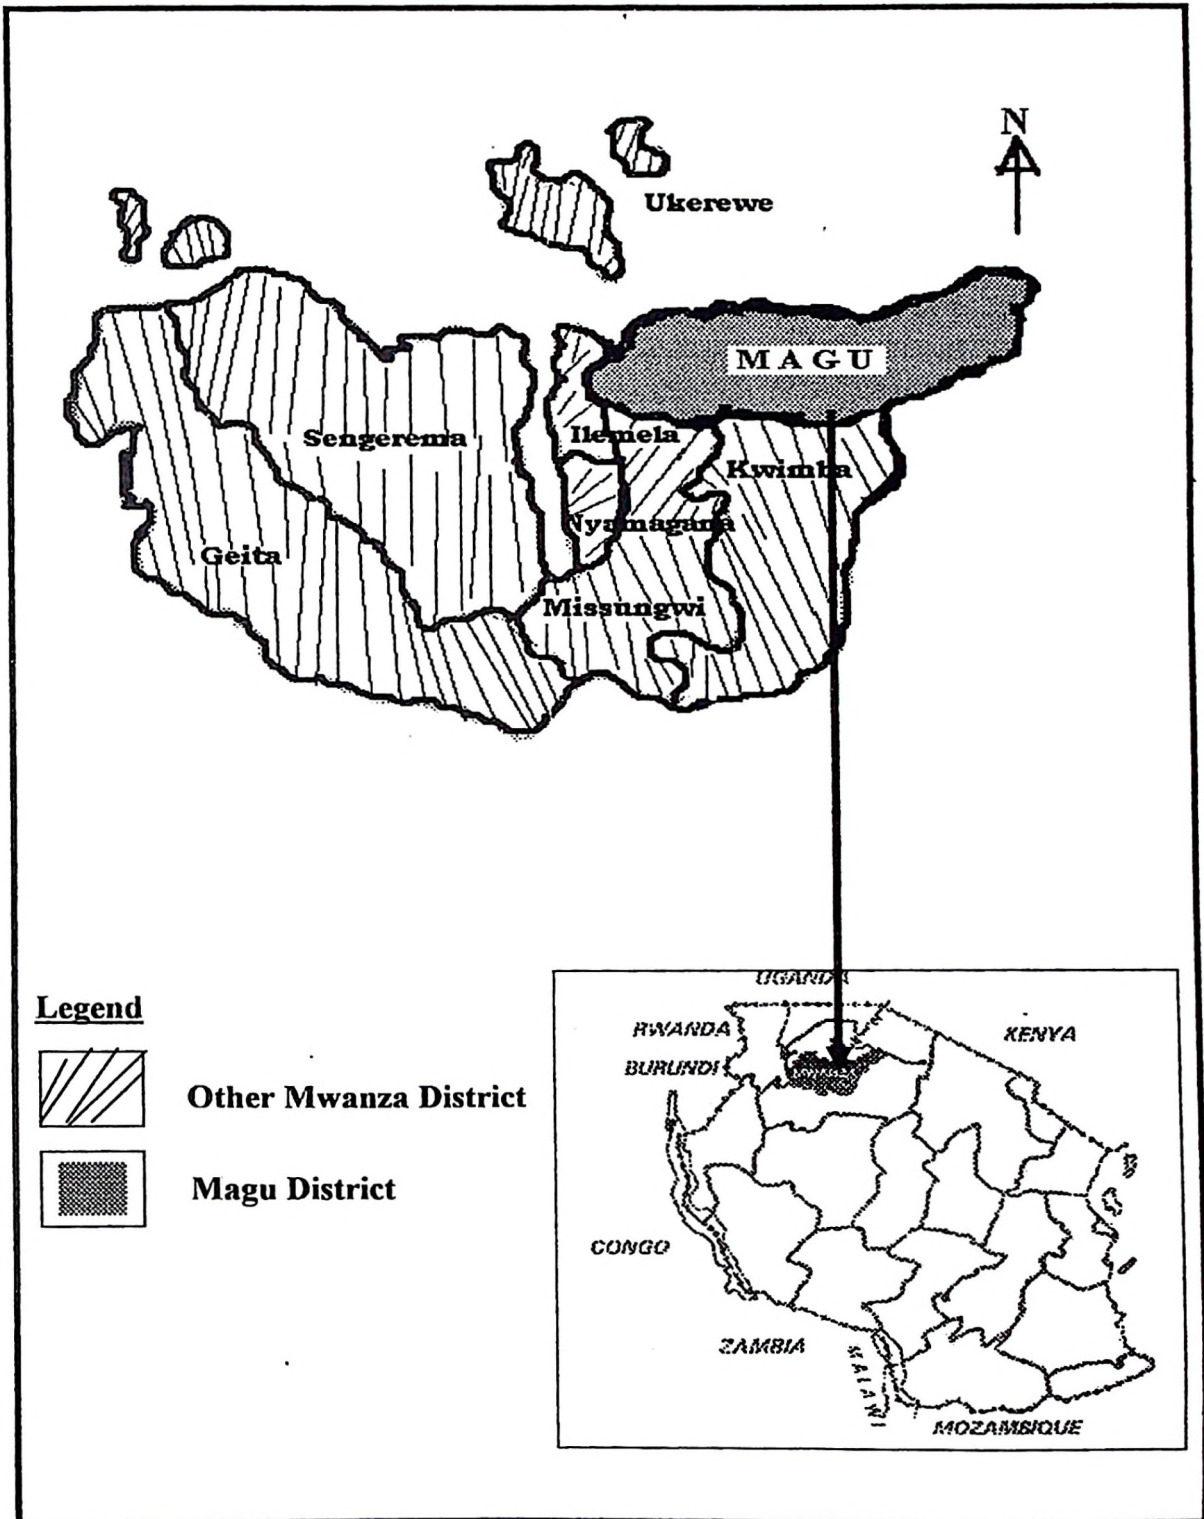 N
Ukerewe
MAGU
Sengerema
Ilemela
Kwimba
Nyamagana
Geita
Missungwi
Legend
Other Mwanza District
Magu District
UGANDA
RWANDA
KENYA
BURUNDI
CONGO
ZAMBIA
MALAWI
MOZAMBIQUE